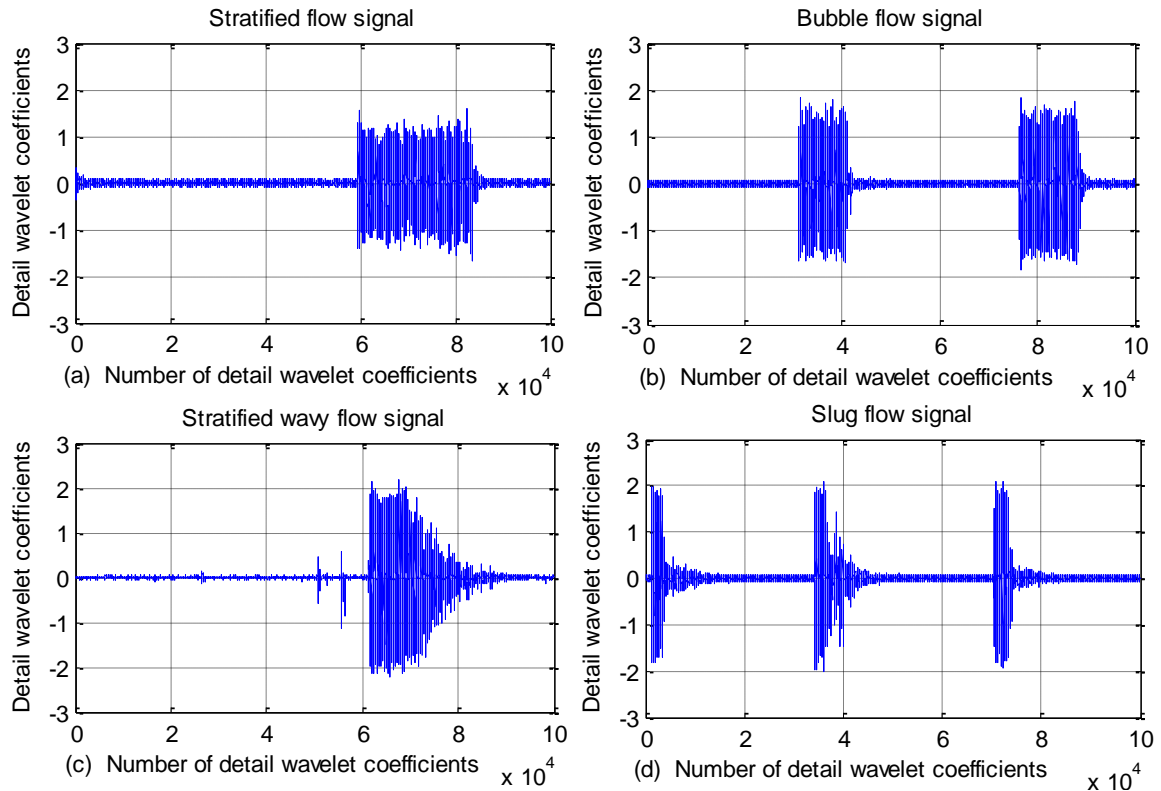 Stratified flow signal
3
2
1
0
-1
-2
-3
Detail wavelet coefficients
0 2 4 6 8 10
(a) Number of detail wavelet coefficients x 10^4
Bubble flow signal
3
2
1
0
-1
-2
-3
Detail wavelet coefficients
0 2 4 6 8 10
(b) Number of detail wavelet coefficients x 10^4
Stratified wavy flow signal
3
2
1
0
-1
-2
-3
Detail wavelet coefficients
0 2 4 6 8 10
(c) Number of detail wavelet coefficients x 10^4
Slug flow signal
3
2
1
0
-1
-2
-3
Detail wavelet coefficients
0 2 4 6 8 10
(d) Number of detail wavelet coefficients x 10^4